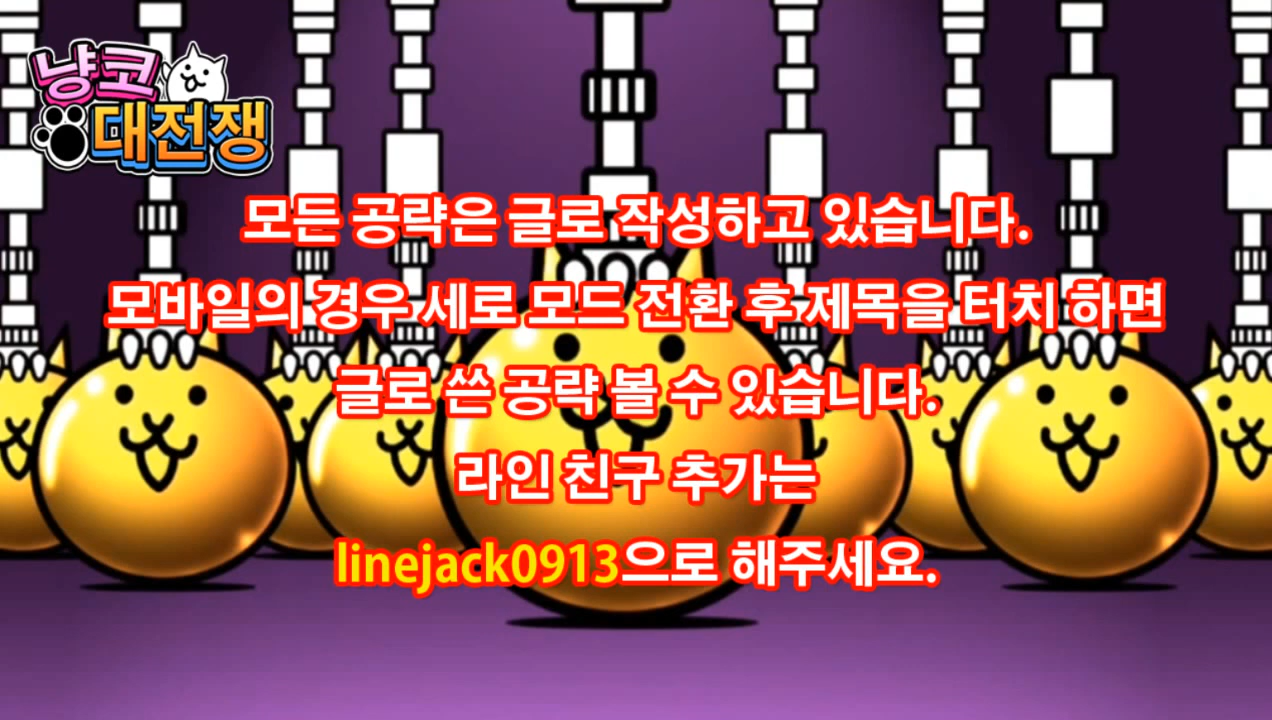 냥코
대전쟁
모든 공략은 글로 작성하고 있습니다.
모바일의 경우 세로 모드 전환 후 제목을 터치 하면
글로 쓴 공략 볼 수 있습니다.
라인 친구 추가는
linejack0913으로 해주세요.